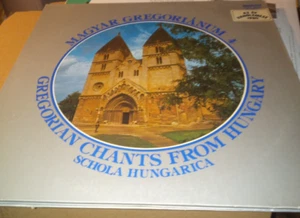 MAGYAR GREGORIÁNUM 4
GREGORIAN CHANTS FROM HUNGARY
SCHOLA HUNGARICA